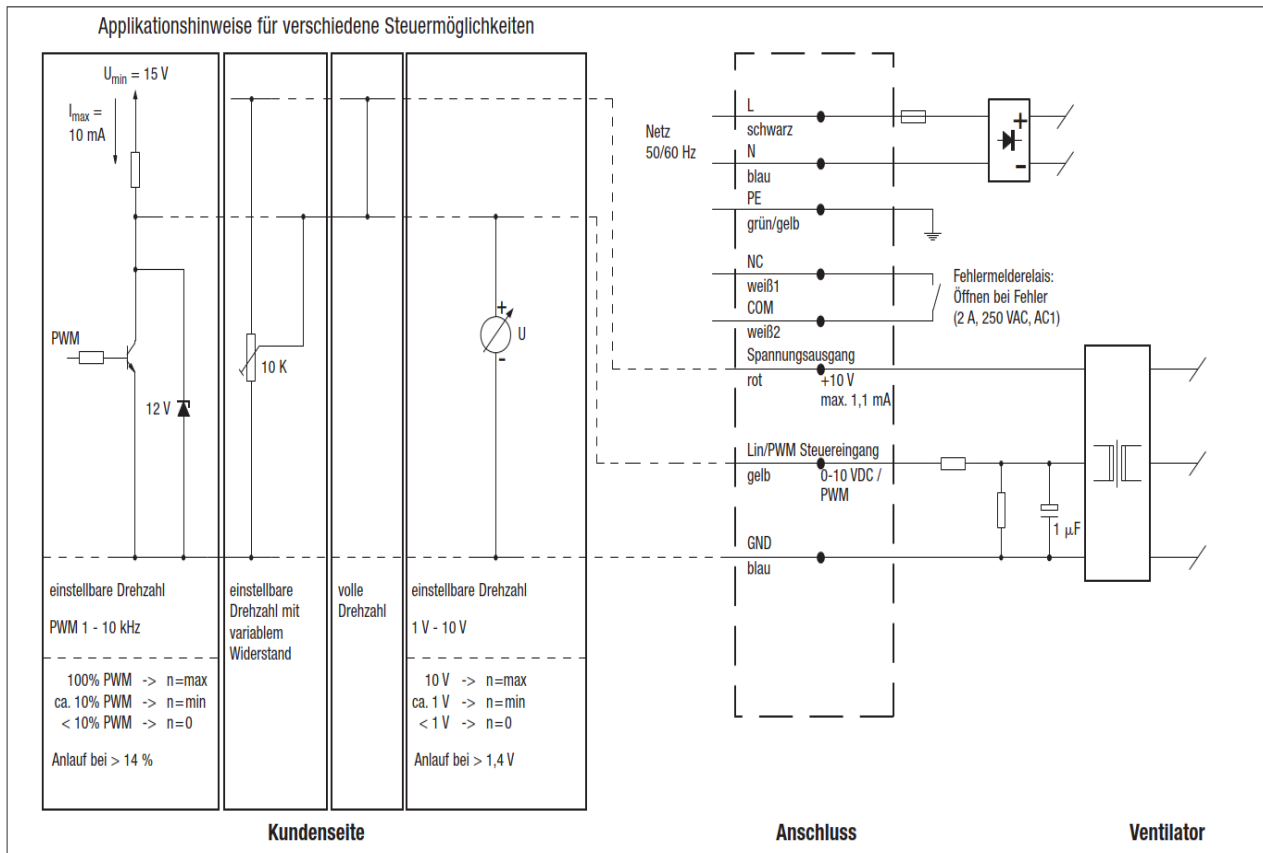 Applikationshinweise für verschiedene Steuermöglichkeiten
Umin = 15 V
Imax =
10 mA
PWM
12 V
10 K
+
U
-
einstellbare Drehzahl
PWM 1 - 10 kHz
100% PWM -> n=max
ca. 10% PWM -> n=min
< 10% PWM -> n=0
Anlauf bei > 14 %
einstellbare
Drehzahl mit
variablem
Widerstand
volle
Drehzahl
einstellbare Drehzahl
1 V - 10 V
10 V -> n=max
ca. 1 V -> n=min
< 1 V -> n=0
Anlauf bei > 1,4 V
Kundenseite
Netz
50/60 Hz
L
schwarz
N
blau
PE
grün/gelb
NC
weiß1
COM
weiß2
Spannungsausgang
rot
+10 V
max. 1,1 mA
Lin/PWM Steuereingang
gelb
0-10 VDC /
PWM
GND
blau
Anschluss
+
-
Fehlermelderelais:
Öffnen bei Fehler
(2 A, 250 VAC, AC1)
1 µF
Ventilator